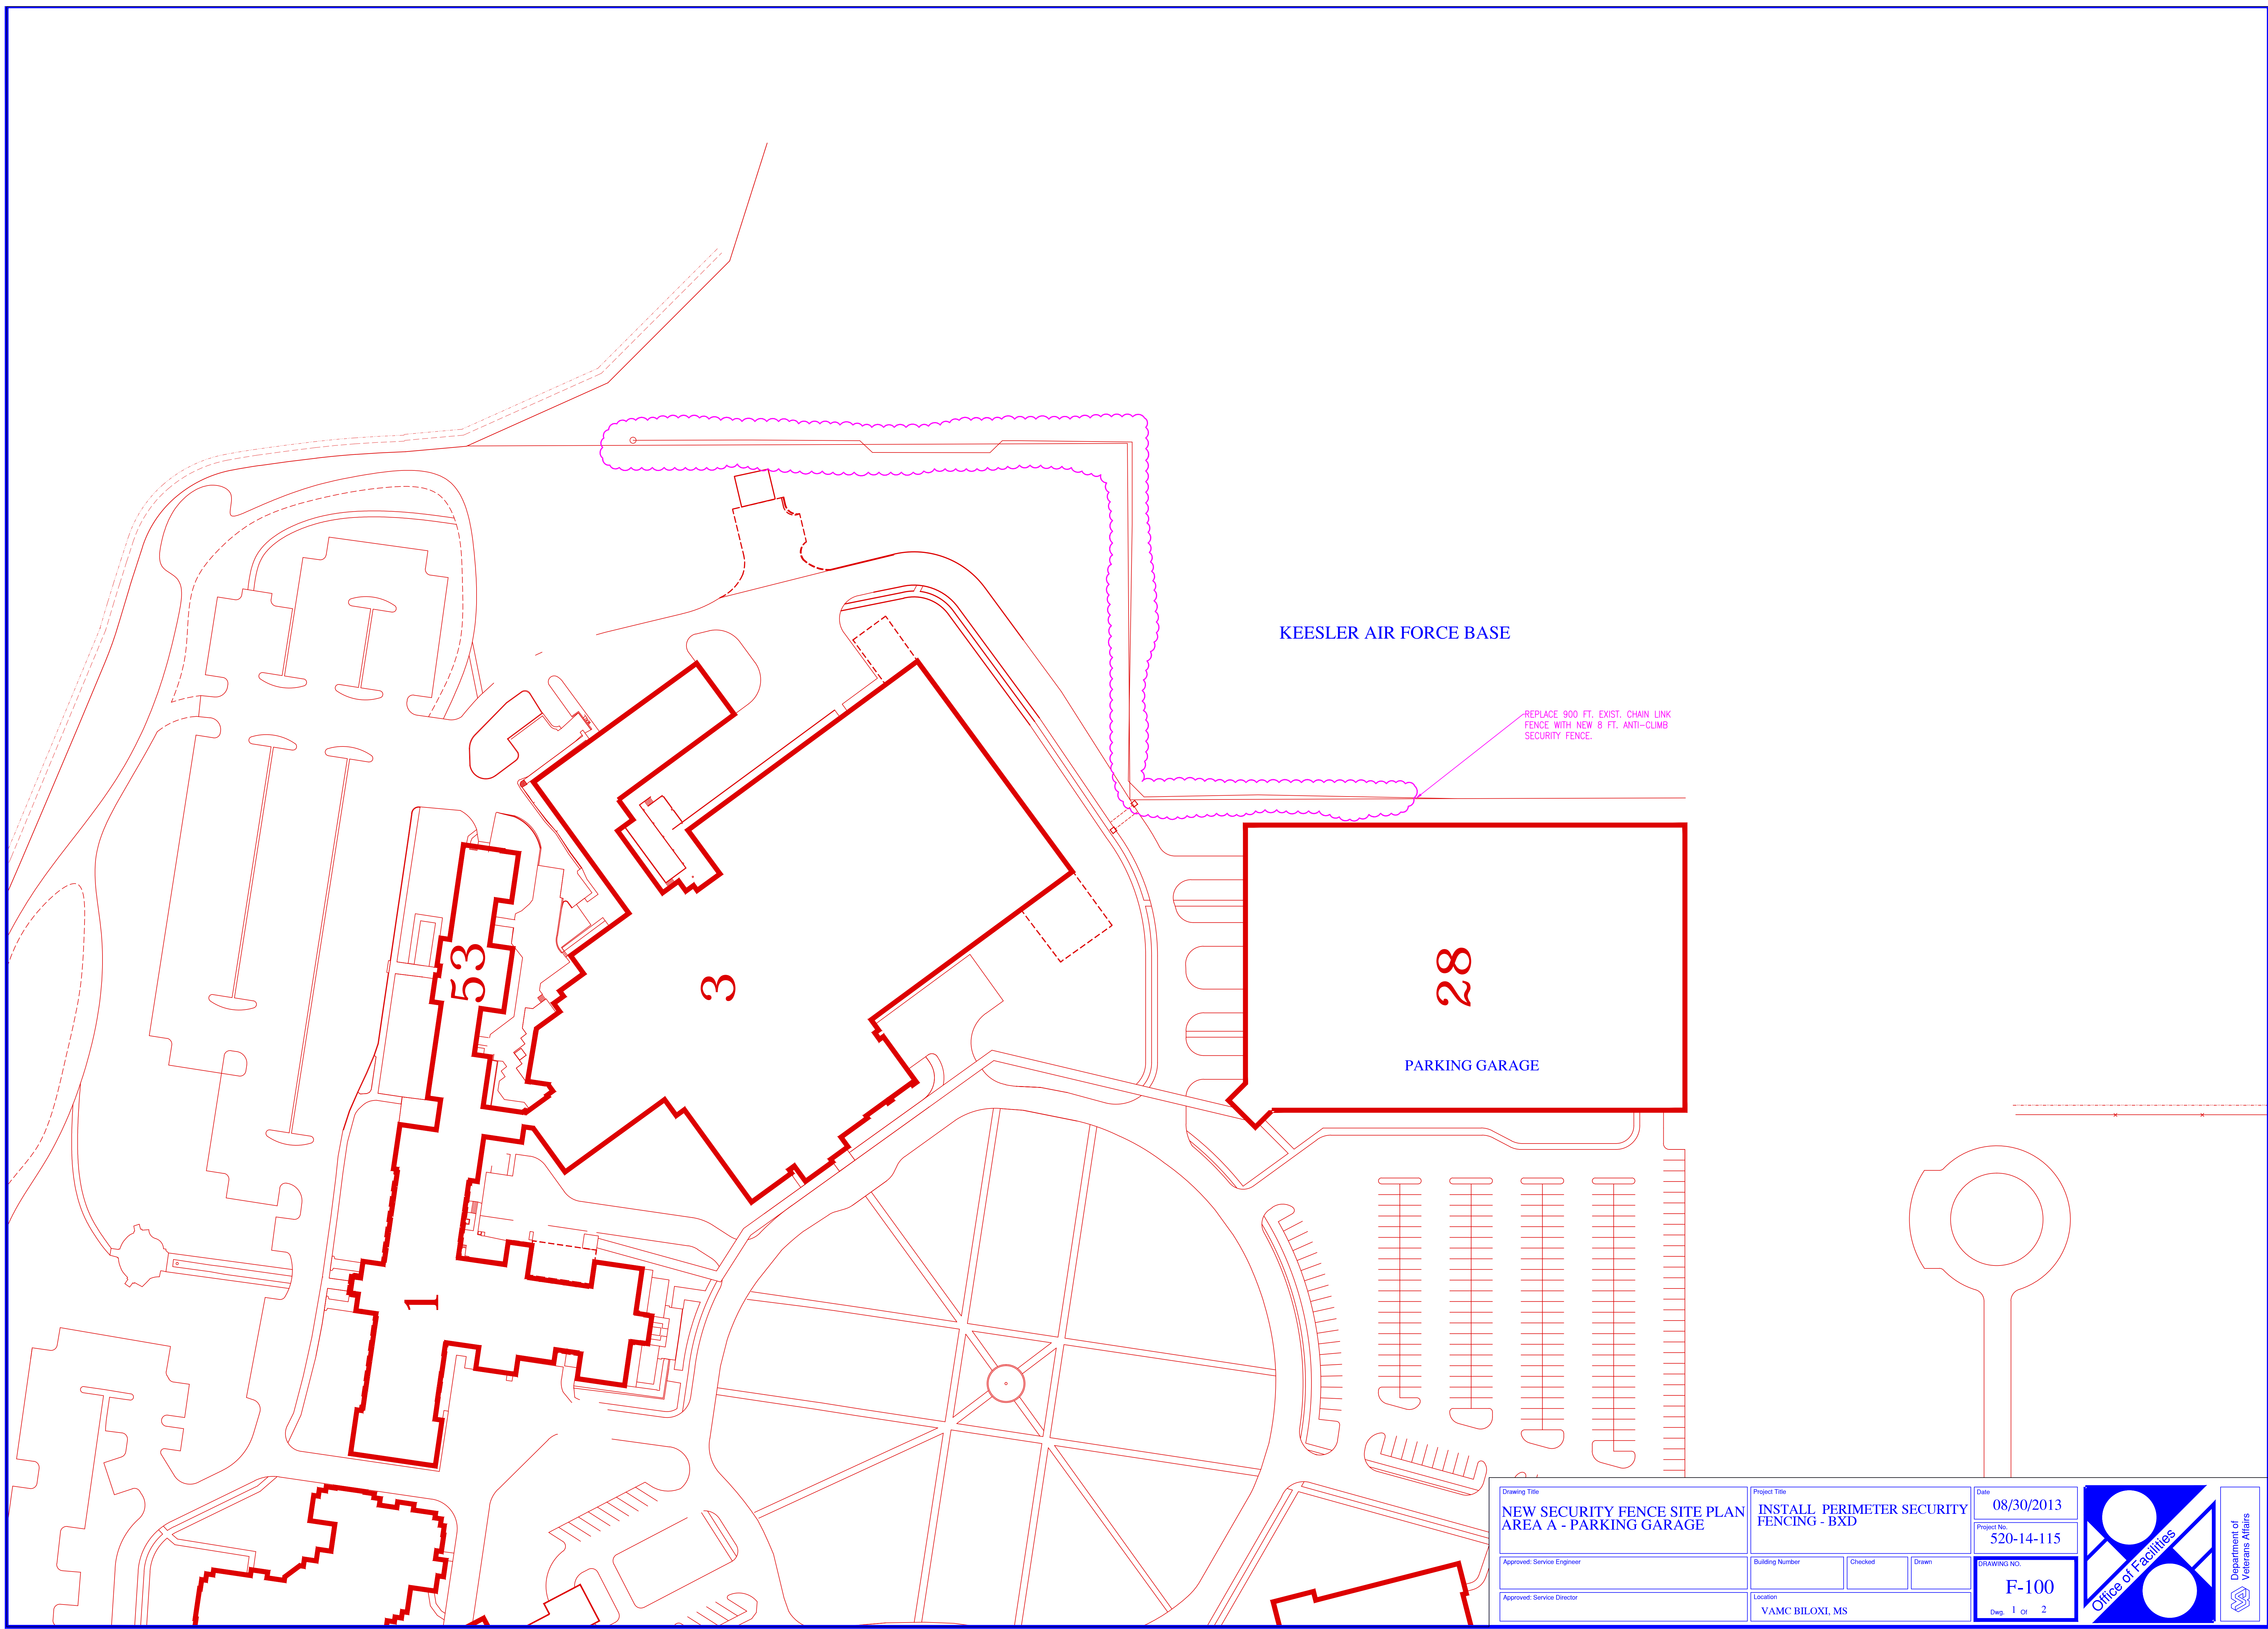 KEESLER AIR FORCE BASE
REPLACE 900 FT. EXIST. CHAIN LINK
FENCE WITH NEW 8 FT. ANTI-CLIMB
SECURITY FENCE.
53
3
28
PARKING GARAGE
1
Drawing Title
NEW SECURITY FENCE SITE PLAN
AREA A - PARKING GARAGE
Project Title
INSTALL PERIMETER SECURITY
FENCING - BXD
Date
08/30/2013
Project No.
520-14-115
Approved: Service Engineer
Building Number
Checked
Drawn
DRAWING NO.
F-100
Dwg. 1 Of 2
Approved: Service Director
Location
VAMC BILOXI, MS
Office of Facilities
Department of
Veterans Affairs